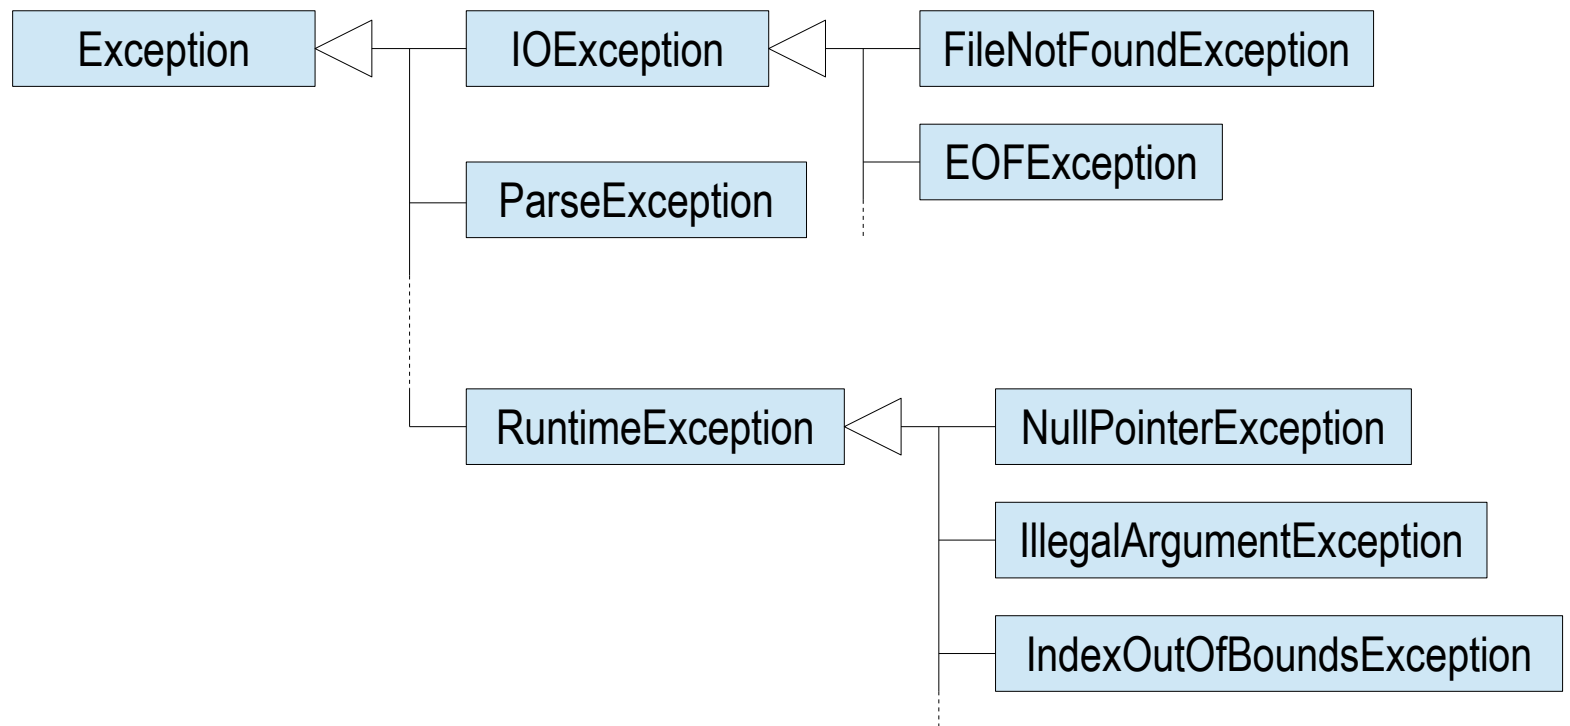 Exception
IOException
FileNotFoundException
EOFException
ParseException
RuntimeException
NullPointerException
IllegalArgumentException
IndexOutOfBoundsException